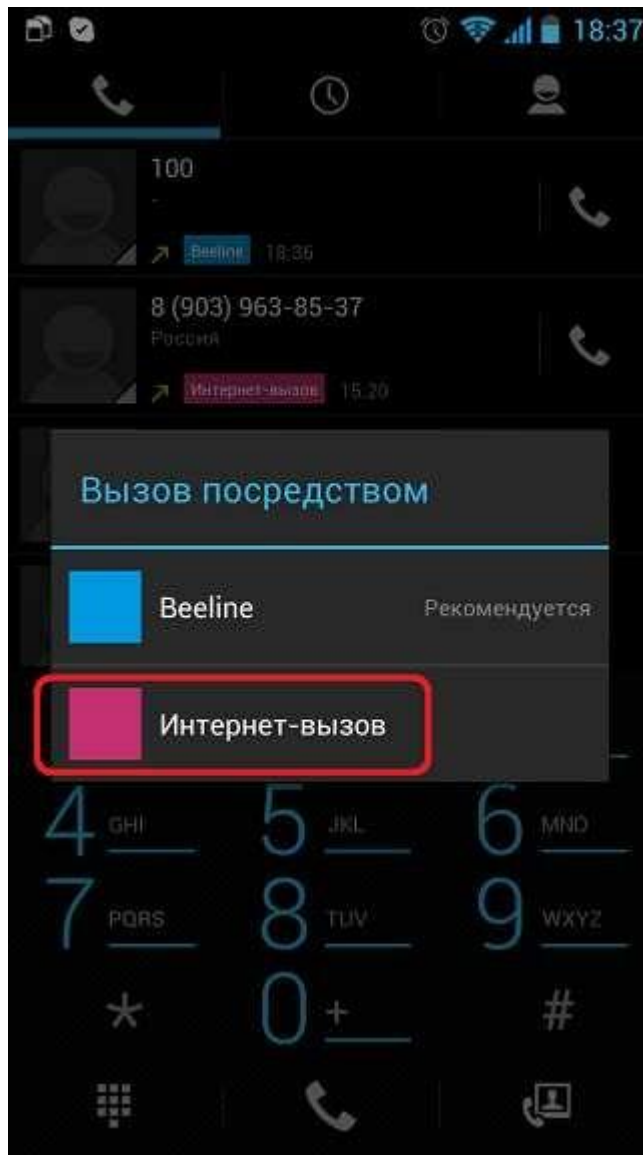 18:37
100
-
Beeline 18:36
8 (903) 963-85-37
Россия
Интернет-вызов 15:20
Вызов посредством
Beeline Рекомендуется
Интернет-вызов
4 GHI 5 JKL 6 MNO
7 PQRS 8 TUV 9 WXYZ
* 0 + #